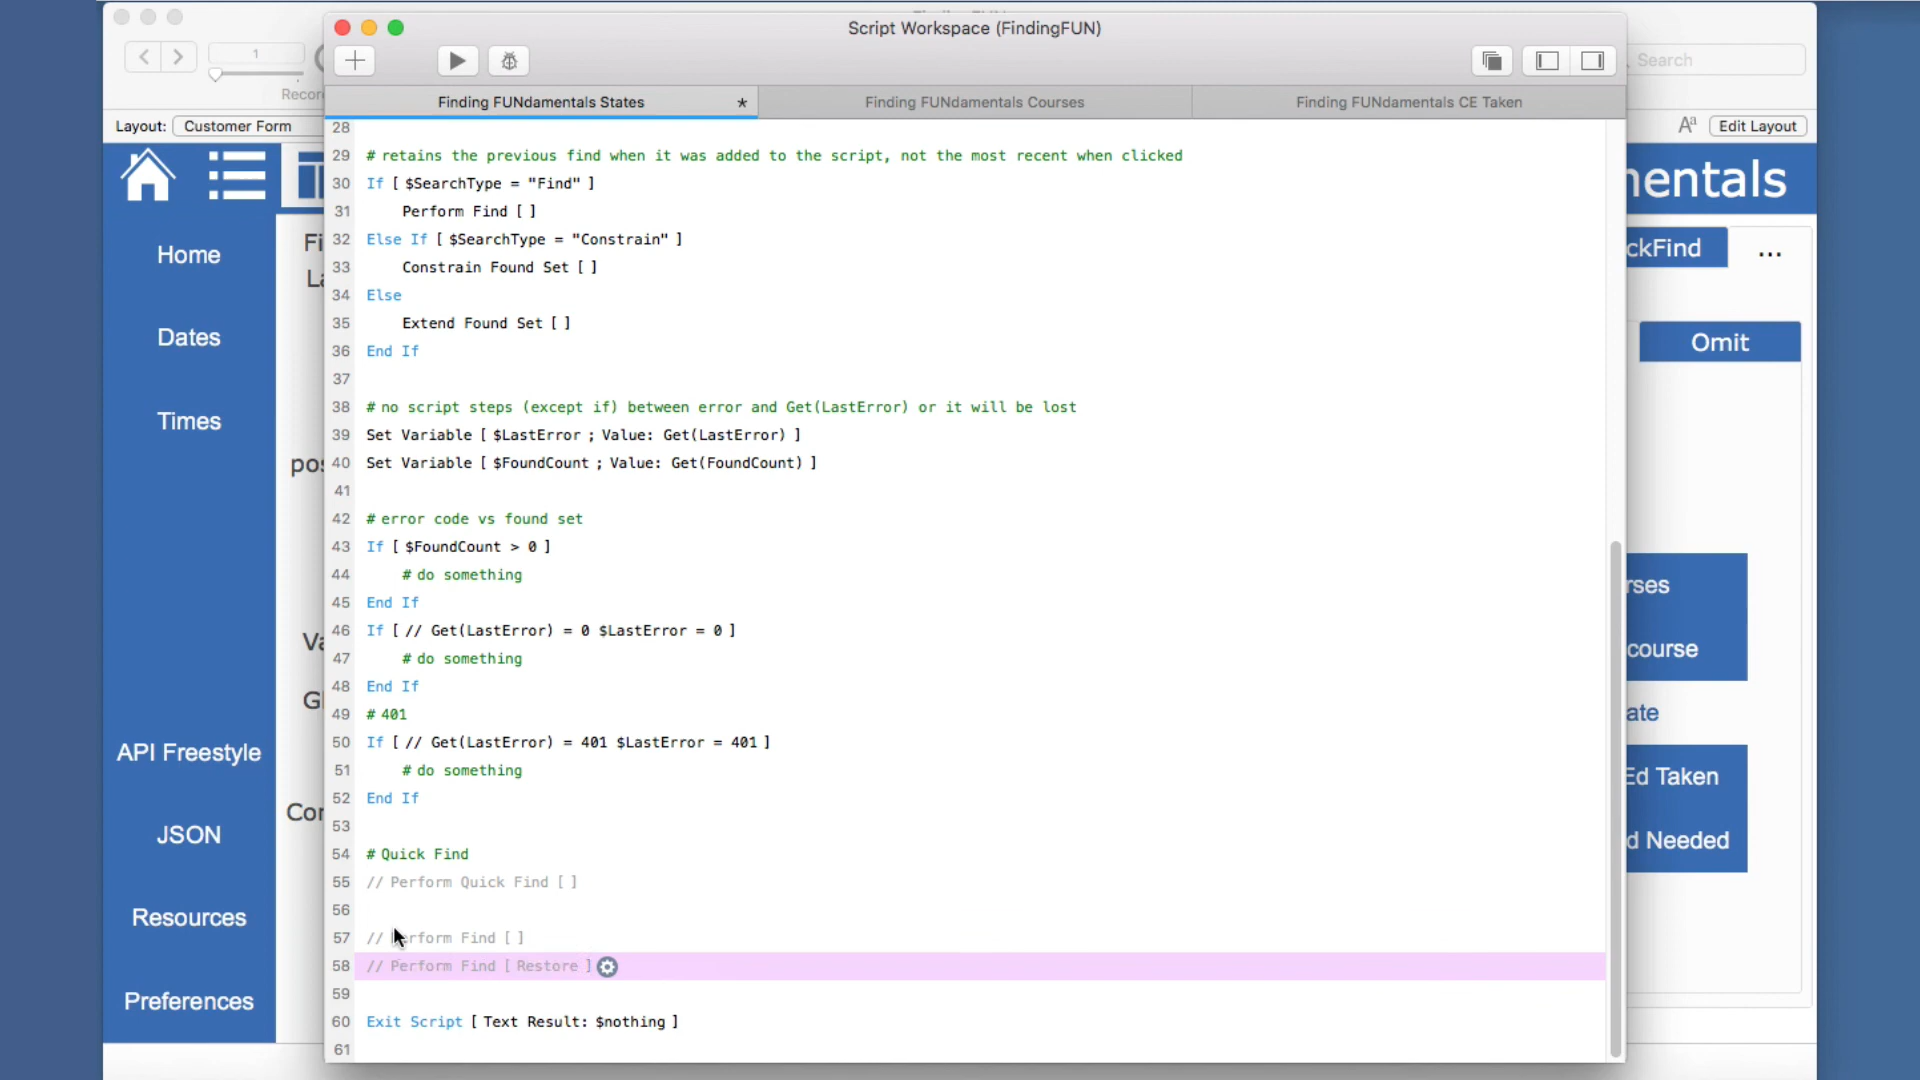 Script Workspace (FindingFUN)
1
Search
Layout: Customer Form
Edit Layout
Finding FUNdamentals States *
Finding FUNdamentals Courses
Finding FUNdamentals CE Taken
Home
Dates
Times
API Freestyle
JSON
Resources
Preferences
28
29 # retains the previous find when it was added to the script, not the most recent when clicked
30 If [ $SearchType = "Find" ]
31 Perform Find [ ]
32 Else If [ $SearchType = "Constrain" ]
33 Constrain Found Set [ ]
34 Else
35 Extend Found Set [ ]
36 End If
37
38 # no script steps (except if) between error and Get(LastError) or it will be lost
39 Set Variable [ $LastError ; Value: Get(LastError) ]
40 Set Variable [ $FoundCount ; Value: Get(FoundCount) ]
41
42 # error code vs found set
43 If [ $FoundCount > 0 ]
44 # do something
45 End If
46 If [ // Get(LastError) = 0 $LastError = 0 ]
47 # do something
48 End If
49 # 401
50 If [ // Get(LastError) = 401 $LastError = 401 ]
51 # do something
52 End If
53
54 # Quick Find
55 // Perform Quick Find [ ]
56
57 // Perform Find [ ]
58 // Perform Find [ Restore ]
59
60 Exit Script [ Text Result: $nothing ]
61
mentals
ckFind
...
Omit
rses
course
ate
Ed Taken
d Needed